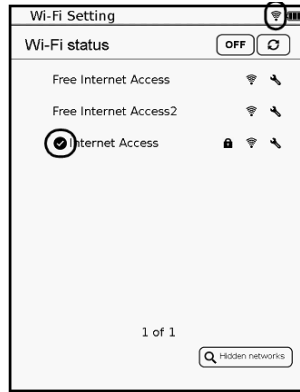 Wi-Fi Setting
Wi-Fi status OFF
Free Internet Access
Free Internet Access2
Internet Access
1 of 1
Hidden networks